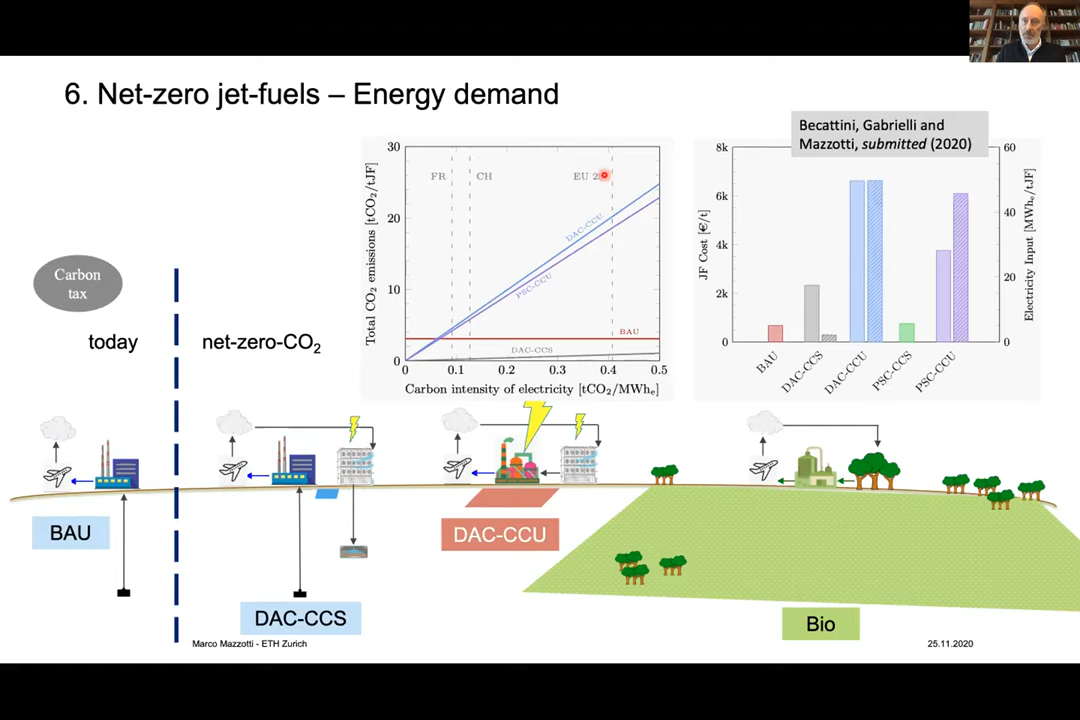 6. Net-zero jet-fuels – Energy demand
Becattini, Gabrielli and
Mazzotti, submitted (2020)
Total CO2 emissions [tCO2/tJF]
30
20
10
0
FR
CH
EU
DAC-CCU
PSC-CCU
BAU
DAC-CCS
0
0.1
0.2
0.3
0.4
0.5
Carbon intensity of electricity [tCO2/MWhe]
JF Cost [€/t]
8k
6k
4k
2k
0
60
40
20
0
Electricity Input [MWhe/tJF]
BAU
DAC-CCS
DAC-CCU
PSC-CCS
PSC-CCU
Carbon
tax
today
net-zero-CO2
BAU
DAC-CCS
DAC-CCU
Bio
Marco Mazzotti - ETH Zurich
25.11.2020